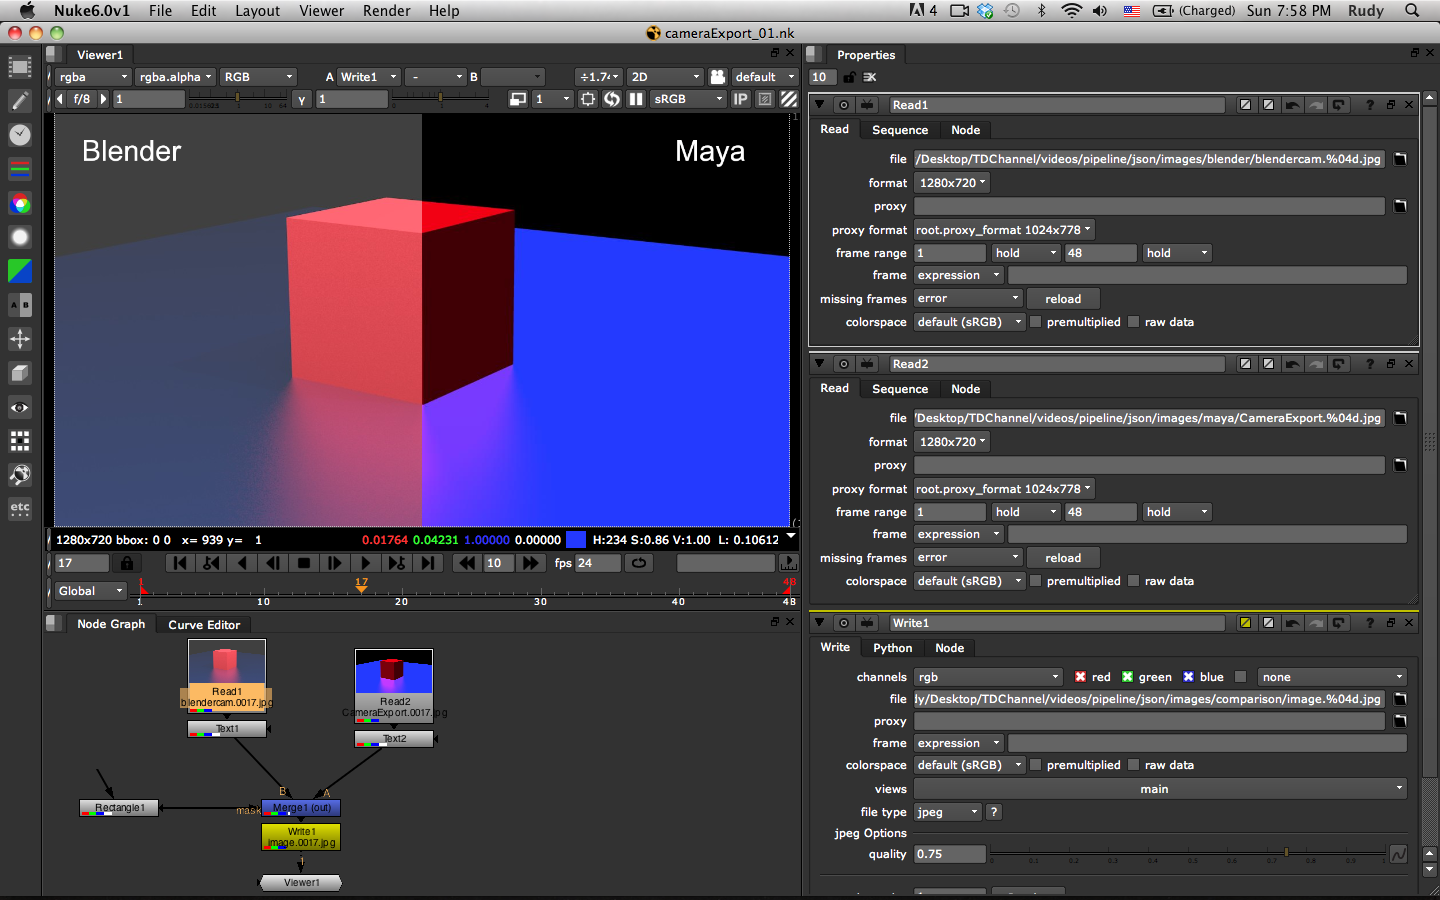 Nuke6.0v1 File Edit Layout Viewer Render Help 4 (Charged) Sun 7:58 PM Rudy
cameraExport_01.nk
Viewer1
rgba rgba.alpha RGB A Write1 - B ÷1.74 2D default
f/8 1 Y 1 1 sRGB IP
Blender Maya
1280x720 bbox: 0 0 x= 939 y= 1 0.01764 0.04231 1.00000 0.00000 H:234 S:0.86 V:1.00 L: 0.10612
17 10 fps 24
Global 1 17 48
1 10 20 30 40 48
Node Graph Curve Editor
Read1
blendercam.0017.jpg
Read2
CameraExport.0017.jpg
Text1
Text2
B A
Rectangle1 mask Merge1 (out)
Write1
image.0017.jpg
1
Viewer1
etc
A B
Properties
10
Read1
Read Sequence Node
file /Desktop/TDChannel/videos/pipeline/json/images/blender/blendercam.%04d.jpg
format 1280x720
proxy
proxy format root.proxy_format 1024x778
frame range 1 hold 48 hold
frame expression
missing frames error reload
colorspace default (sRGB) premultiplied raw data
Read2
Read Sequence Node
file /Desktop/TDChannel/videos/pipeline/json/images/maya/CameraExport.%04d.jpg
format 1280x720
proxy
proxy format root.proxy_format 1024x778
frame range 1 hold 48 hold
frame expression
missing frames error reload
colorspace default (sRGB) premultiplied raw data
Write1
Write Python Node
channels rgb red green blue none
file ly/Desktop/TDChannel/videos/pipeline/json/images/comparison/image.%04d.jpg
proxy
frame expression
colorspace default (sRGB) premultiplied raw data
views main
file type jpeg ?
jpeg Options
quality 0.75